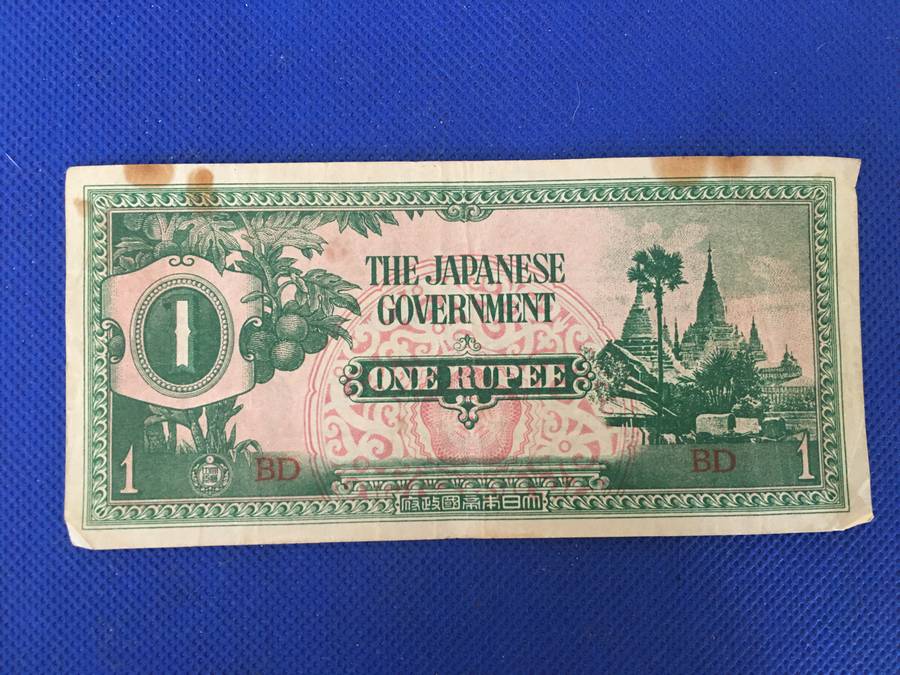 THE JAPANESE
GOVERNMENT
1
ONE RUPEE
1 BD BD 1
大日本帝國政府